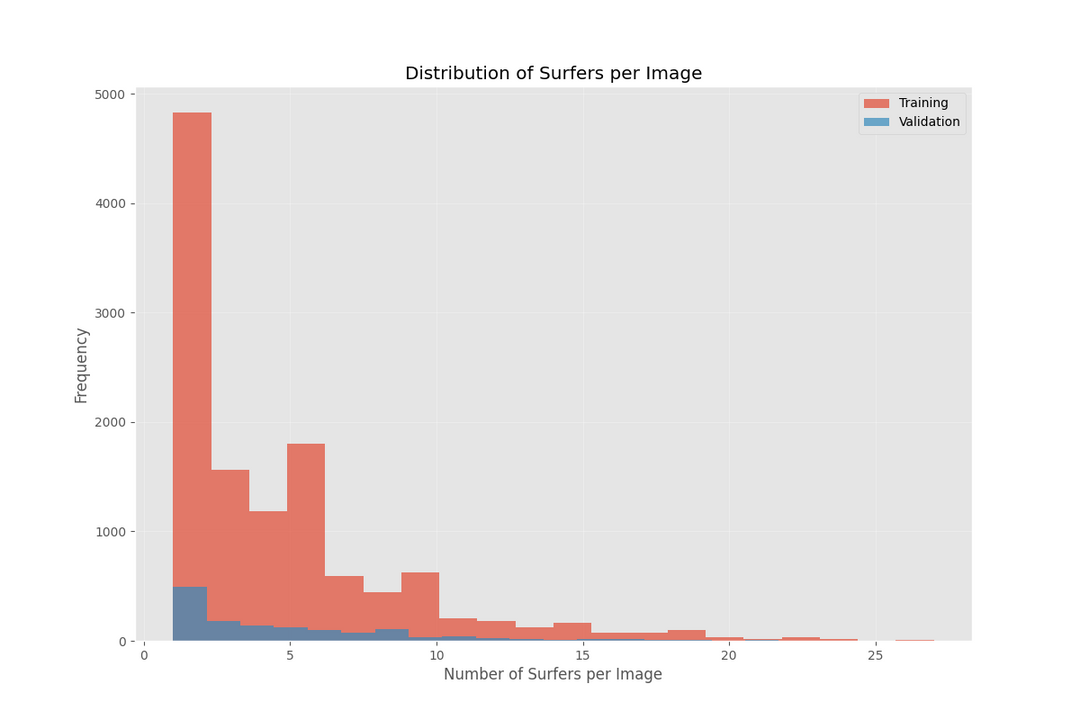 Distribution of Surfers per Image
Training
Validation
Frequency
5000
4000
3000
2000
1000
0
0 5 10 15 20 25
Number of Surfers per Image